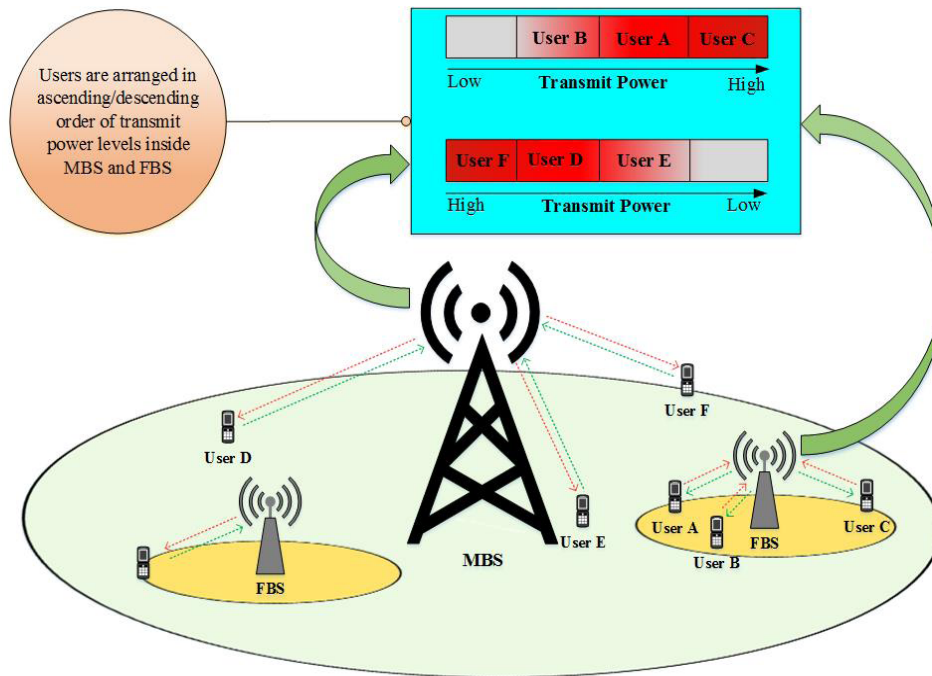 Users are arranged in
ascending/descending
order of transmit
power levels inside
MBS and FBS
User B User A User C
Low Transmit Power High
User F User D User E
High Transmit Power Low
User F
User D
User A
User C
User B
FBS
User E
MBS
FBS